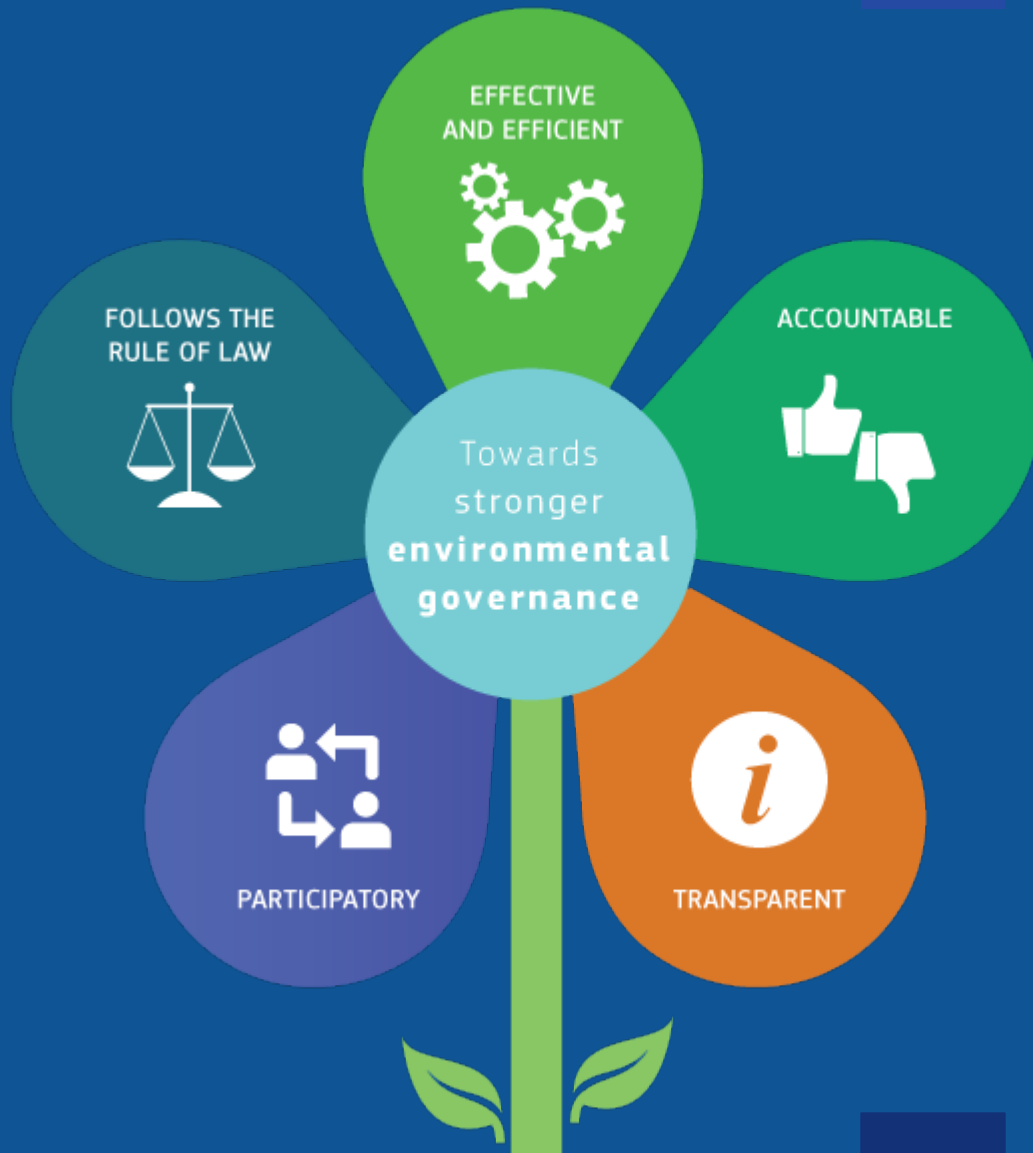 EFFECTIVE
AND EFFICIENT
FOLLOWS THE
RULE OF LAW
ACCOUNTABLE
Towards
stronger
environmental
governance
PARTICIPATORY
i
TRANSPARENT